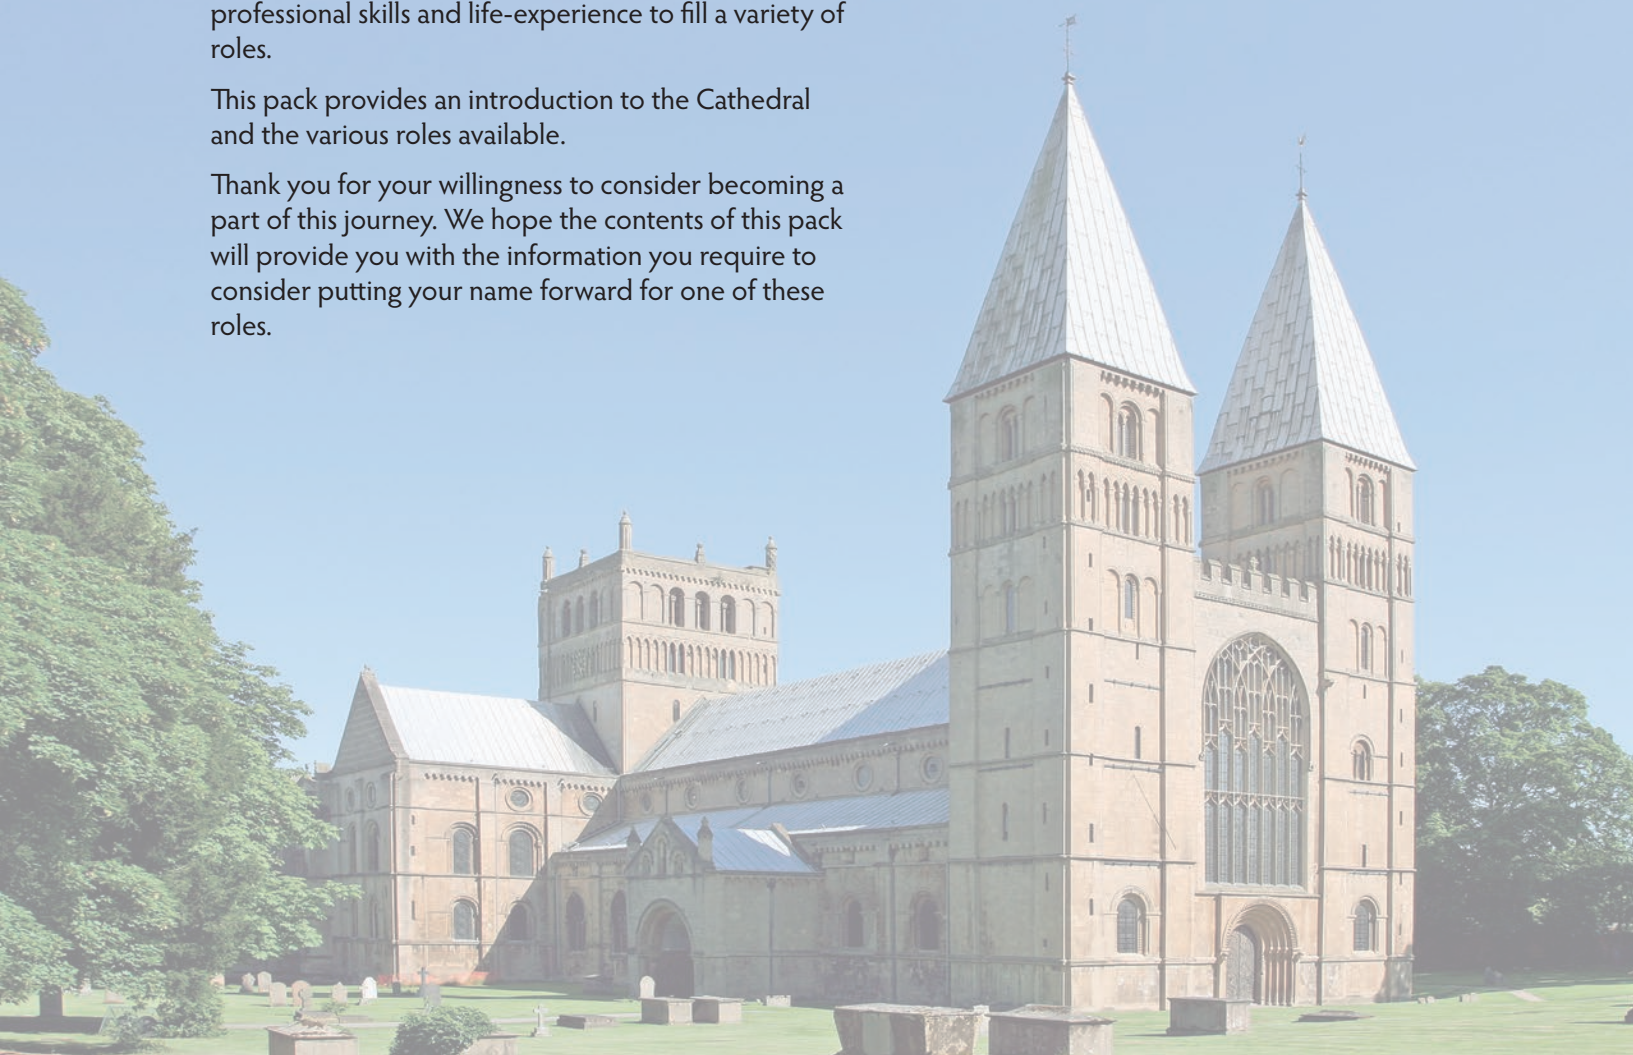 professional skills and life-experience to fill a variety of
roles.
This pack provides an introduction to the Cathedral
and the various roles available.
Thank you for your willingness to consider becoming a
part of this journey. We hope the contents of this pack
will provide you with the information you require to
consider putting your name forward for one of these
roles.